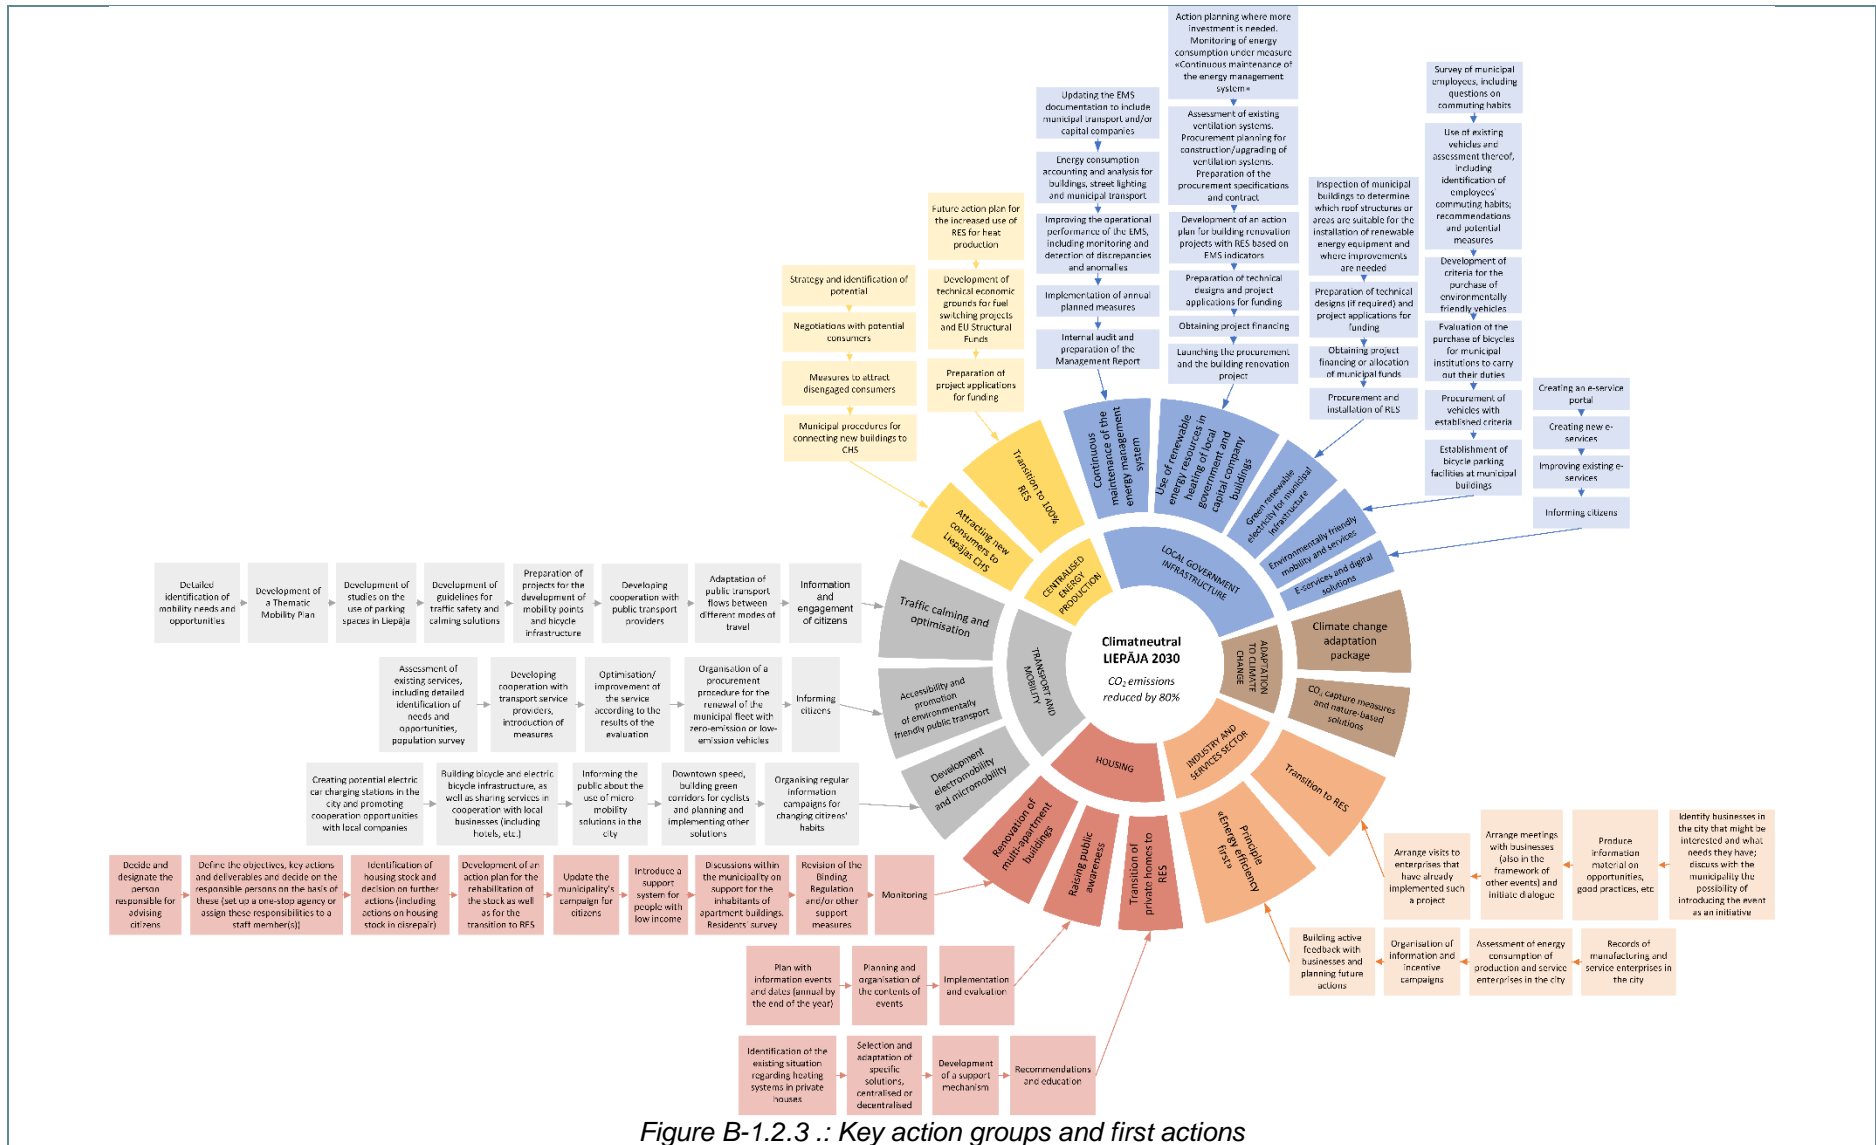 Action planning where more
investment is needed.
Monitoring of energy
consumption under measure
«Continuous maintenance of
the energy management
system»
Assessment of existing
ventilation systems.
Procurement planning for
construction/upgrading of
ventilation systems.
Preparation of the
procurement specifications
and contract
Development of an action
plan for building renovation
projects with RES based on
EMS indicators
Preparation of technical
designs and project
applications for funding
Obtaining project financing
Launching the procurement
and the building renovation
project
Updating the EMS
documentation to include
municipal transport and/or
capital companies
Energy consumption
accounting and analysis for
buildings, street lighting
and municipal transport
Improving the operational
performance of the EMS,
including monitoring and
detection of discrepancies
and anomalies
Implementation of annual
planned measures
Internal audit and
preparation of the
Management Report
Survey of municipal
employees, including
questions on
commuting habits
Use of existing
vehicles and
assessment thereof,
including
identification of
employees'
commuting habits;
recommendations
and potential
measures
Development of
criteria for the
purchase of
environmentally
friendly vehicles
Evaluation of the
purchase of bicycles
for municipal
institutions to carry
out their duties
Procurement of
vehicles with
established criteria
Establishment of
bicycle parking
facilities at municipal
buildings
Inspection of municipal
buildings to determine
which roof structures or
areas are suitable for the
installation of renewable
energy equipment and
where improvements
are needed
Preparation of technical
designs (if required) and
project applications for
funding
Obtaining project
financing or allocation
of municipal funds
Procurement and
installation of RES
Creating an e-service
portal
Creating new e-
services
Improving existing e-
services
Informing citizens
Future action plan for
the increased use of
RES for heat
production
Development of
technical economic
grounds for fuel
switching projects
and EU Structural
Funds
Preparation of
project applications
for funding
Strategy and identification of
potential
Negotiations with potential
consumers
Measures to attract
disengaged consumers
Municipal procedures for
connecting new buildings to
CHS
Attracting new
consumers to
Liepājas CHS
Transition to 100%
RES
Continuous
maintenance of the
energy management
system
Use of renewable
energy resources in
heating of local
government and
capital company
buildings
Green renewable
electricity for municipal
infrastructure
Environmentally friendly
mobility and services
E-services and digital
solutions
CENTRALISED
ENERGY
PRODUCTION
LOCAL GOVERNMENT
INFRASTRUCTURE
Climatneutral
LIEPĀJA 2030
CO₂ emissions
reduced by 80%
ADAPTATION
TO CLIMATE
CHANGE
Climate change
adaptation
package
CO₂ capture measures
and nature-based
solutions
INDUSTRY AND
SERVICES SECTOR
Transition to RES
Principle
«Energy efficiency
first»
HOUSING
Transition of
private homes to
RES
Raising public
awareness
Renovation of
multi-apartment
buildings
TRANSPORT AND
MOBILITY
Traffic calming and
optimisation
Accessibility and
promotion
of environmentally
friendly public transport
Development
electromobility
and micromobility
Detailed
identification of
mobility needs and
opportunities
Development of
a Thematic
Mobility Plan
Development of
studies on the
use of parking
spaces in Liepāja
Development of
guidelines for
traffic safety and
calming solutions
Preparation of
projects for the
development of
mobility points
and bicycle
infrastructure
Developing
cooperation with
public transport
providers
Adaptation of
public transport
flows between
different modes of
travel
Information
and
engagement
of citizens
Assessment of
existing services,
including detailed
identification of
needs and
opportunities,
population survey
Developing
cooperation with
transport service
providers,
introduction of
measures
Optimisation/
improvement of
the service
according to the
results of the
evaluation
Organisation of a
procurement
procedure for the
renewal of the
municipal fleet with
zero-emission or low-
emission vehicles
Informing
citizens
Creating potential electric
car charging stations in the
city and promoting
cooperation opportunities
with local companies
Building bicycle and electric
bicycle infrastructure, as
well as sharing services in
cooperation with local
businesses (including
hotels, etc.)
Informing the
public about the
use of micro
mobility
solutions in the
city
Downtown speed,
building green
corridors for cyclists
and planning and
implementing other
solutions
Organising regular
information
campaigns for
changing citizens'
habits
Decide and
designate the
person
responsible for
advising
citizens
Define the objectives, key actions
and deliverables and decide on the
responsible persons on the basis of
these (set up a one-stop agency or
assign these responsibilities to a
staff member(s))
Identification of
housing stock and
decision on further
actions (including
actions on housing
stock in disrepair)
Development of an
action plan for the
rehabilitation of
the stock as well
as for the
transition to RES
Update the
municipality's
campaign for
citizens
Introduce a
support
system for
people with
low income
Discussions within
the municipality on
support for the
inhabitants of
apartment buildings.
Residents' survey
Revision of the
Binding
Regulation
and/or other
support
measures
Monitoring
Plan with
information events
and dates (annual by
the end of the year)
Planning and
organisation of the
contents of
events
Implementation
and evaluation
Identification of the
existing situation
regarding heating
systems in private
houses
Selection and
adaptation of
specific
solutions,
centralised or
decentralised
Development
of a support
mechanism
Recommendations
and education
Arrange visits to
enterprises that
have already
implemented such
a project
Arrange meetings
with businesses
(also in the
framework of
other events) and
initiate dialogue
Produce
information
material on
opportunities,
good practices, etc
Identify businesses in
the city that might be
interested and what
needs they have;
discuss with the
municipality the
possibility of
introducing the event
as an initiative
Building active
feedback with
businesses and
planning future
actions
Organisation of
information and
incentive
campaigns
Assessment of energy
consumption of
production and service
enterprises in the city
Records of
manufacturing and
service enterprises in
the city
Figure B-1.2.3 .: Key action groups and first actions